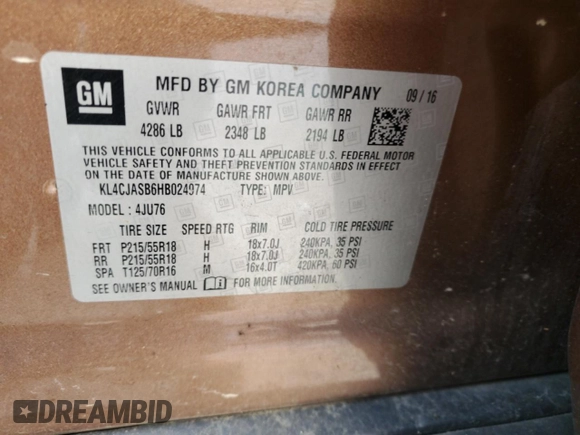 GM
MFD BY GM KOREA COMPANY 09/16
GVWR GAWR FRT GAWR RR
4286 LB 2348 LB 2194 LB
THIS VEHICLE CONFORMS TO ALL APPLICABLE U.S. FEDERAL MOTOR
VEHICLE SAFETY AND THEFT PREVENTION STANDARDS IN EFFECT
ON THE DATE OF MANUFACTURE SHOWN ABOVE.
KL4CJASB6HB024974 TYPE: MPV
MODEL: 4JU76
TIRE SIZE SPEED RTG RIM COLD TIRE PRESSURE
FRT P215/55R18 H 18x7.0J 240KPA, 35 PSI
RR P215/55R18 H 18x7.0J 240KPA, 35 PSI
SPA T125/70R16 M 16x4.0T 420KPA, 60 PSI
SEE OWNER'S MANUAL FOR MORE INFORMATION.
DREAMBID